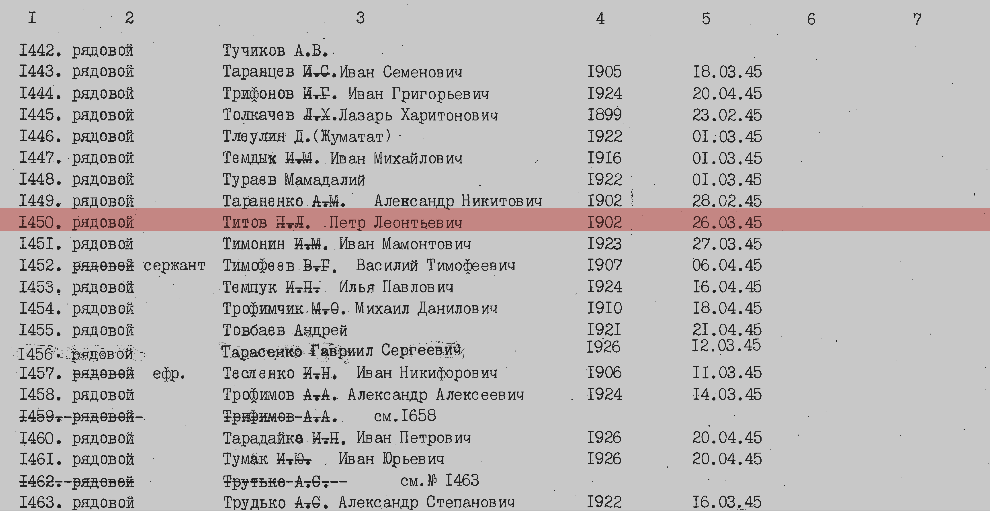 I 2 3 4 5 6 7
I442. рядовой Тучиков А.В.
I443. рядовой Таранцев И.С. Иван Семенович I905 I8.03.45
I444. рядовой Трифонов И.Г. Иван Григорьевич I924 20.04.45
I445. рядовой Толкачев Л.Х. Лазарь Харитонович I899 23.02.45
I446. рядовой Тлеулин Д.(Жуматат) I922 0I.03.45
I447. рядовой Темдык И.М. Иван Михайлович I9I6 0I.03.45
I448. рядовой Тураев Мамадалий I922 0I.03.45
I449. рядовой Тараненко А.М. Александр Никитович I902 28.02.45
I450. рядовой Титов П.Л. Петр Леонтьевич I902 26.03.45
I45I. рядовой Тимонин И.М. Иван Мамонтович I923 27.03.45
I452. рядовой сержант Тимофеев В.Г. Василий Тимофеевич I907 06.04.45
I453. рядовой Темпук И.П. Илья Павлович I924 I6.04.45
I454. рядовой Трофимчик М.О. Михаил Данилович I9I0 I8.04.45
I455. рядовой Товбаев Андрей I92I 2I.04.45
I456. рядовой Тарасенко Гавриил Сергеевич I926 I2.03.45
I457. рядовой ефр. Тесленко И.Н. Иван Никифорович I906 II.03.45
I458. рядовой Трофимов А.А. Александр Алексеевич I924 I4.03.45
I459. рядовой Трифимов А.А. см.I658
I460. рядовой Тарадайка И.П. Иван Петрович I926 20.04.45
I46I. рядовой Тумак И.Ю. Иван Юрьевич I926 20.04.45
I462. рядовой Трутько А.С. см.№ I463
I463. рядовой Трудько А.С. Александр Степанович I922 I6.03.45